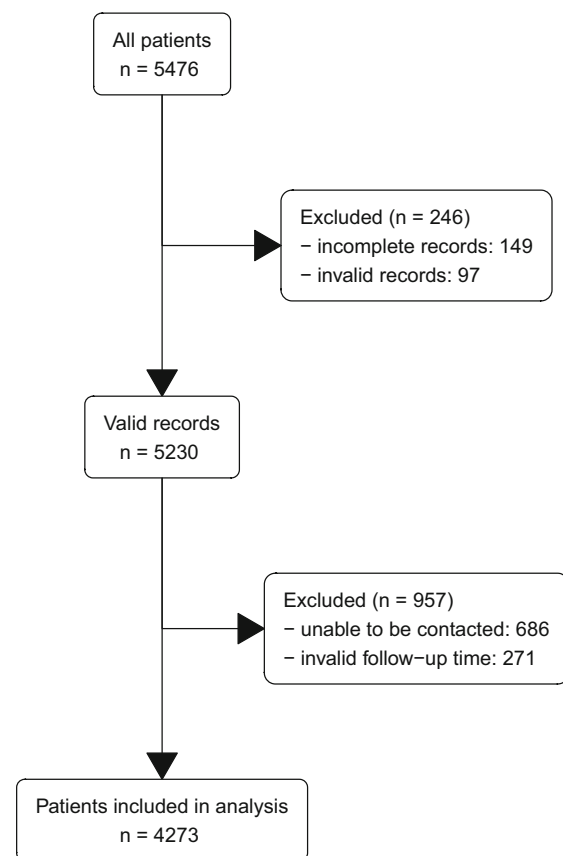 All patients
n = 5476
Excluded (n = 246)
− incomplete records: 149
− invalid records: 97
Valid records
n = 5230
Excluded (n = 957)
− unable to be contacted: 686
− invalid follow−up time: 271
Patients included in analysis
n = 4273